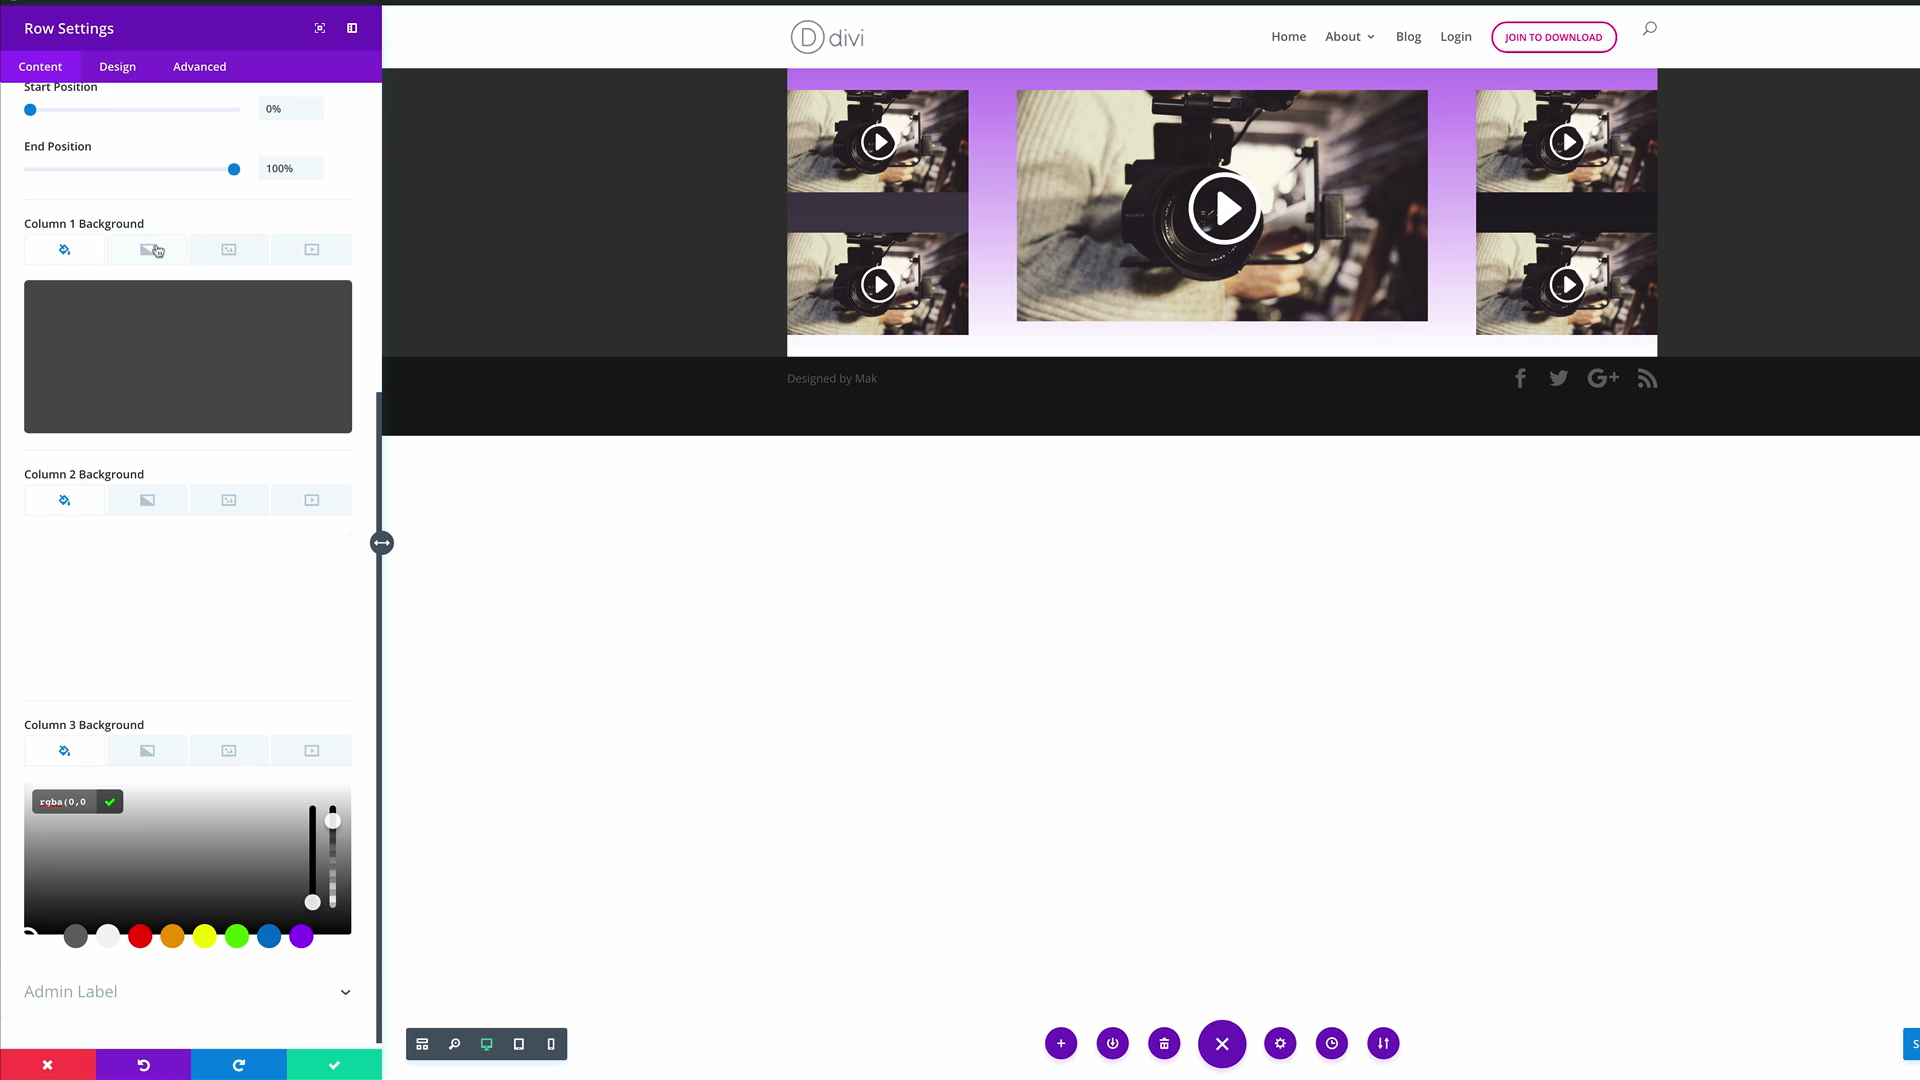 Row Settings
Content Design Advanced
Start Position
0%
End Position
100%
Column 1 Background
Column 2 Background
Column 3 Background
rgba(0,0
Admin Label
D divi
Home About Blog Login JOIN TO DOWNLOAD
Designed by Mak
G+
S